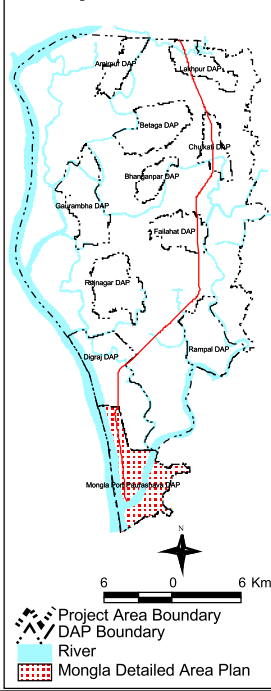 Amirpur DAP
Lakhpur DAP
Betaga DAP
Chulkati DAP
Bhanganpar DAP
Gaurambha DAP
Failahat DAP
Rajnagar DAP
Digraj DAP
Rampal DAP
Mongla Port Paurashava DAP
N
6 0 6 Km
Project Area Boundary
DAP Boundary
River
Mongla Detailed Area Plan